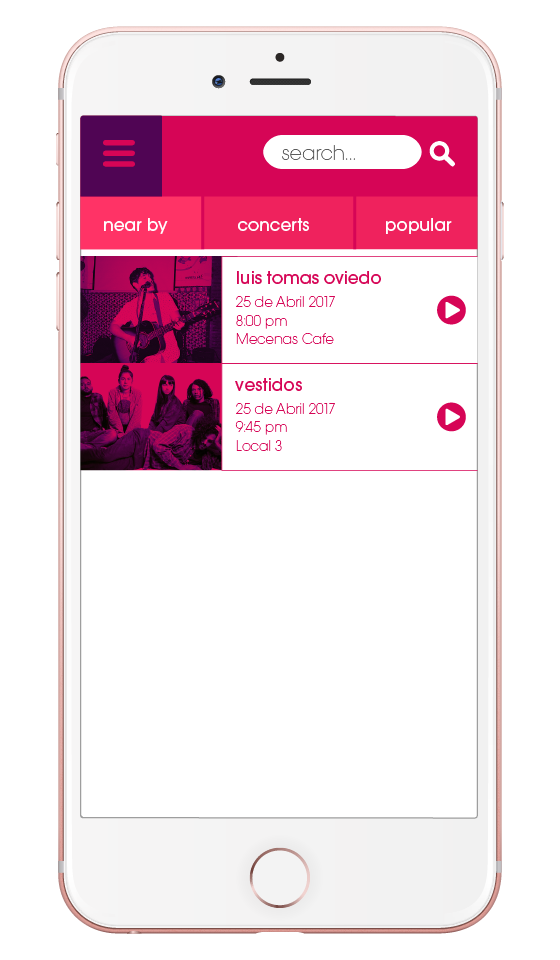 search...
near by
concerts
popular
luis tomas oviedo
25 de Abril 2017
8:00 pm
Mecenas Cafe
vestidos
25 de Abril 2017
9:45 pm
Local 3